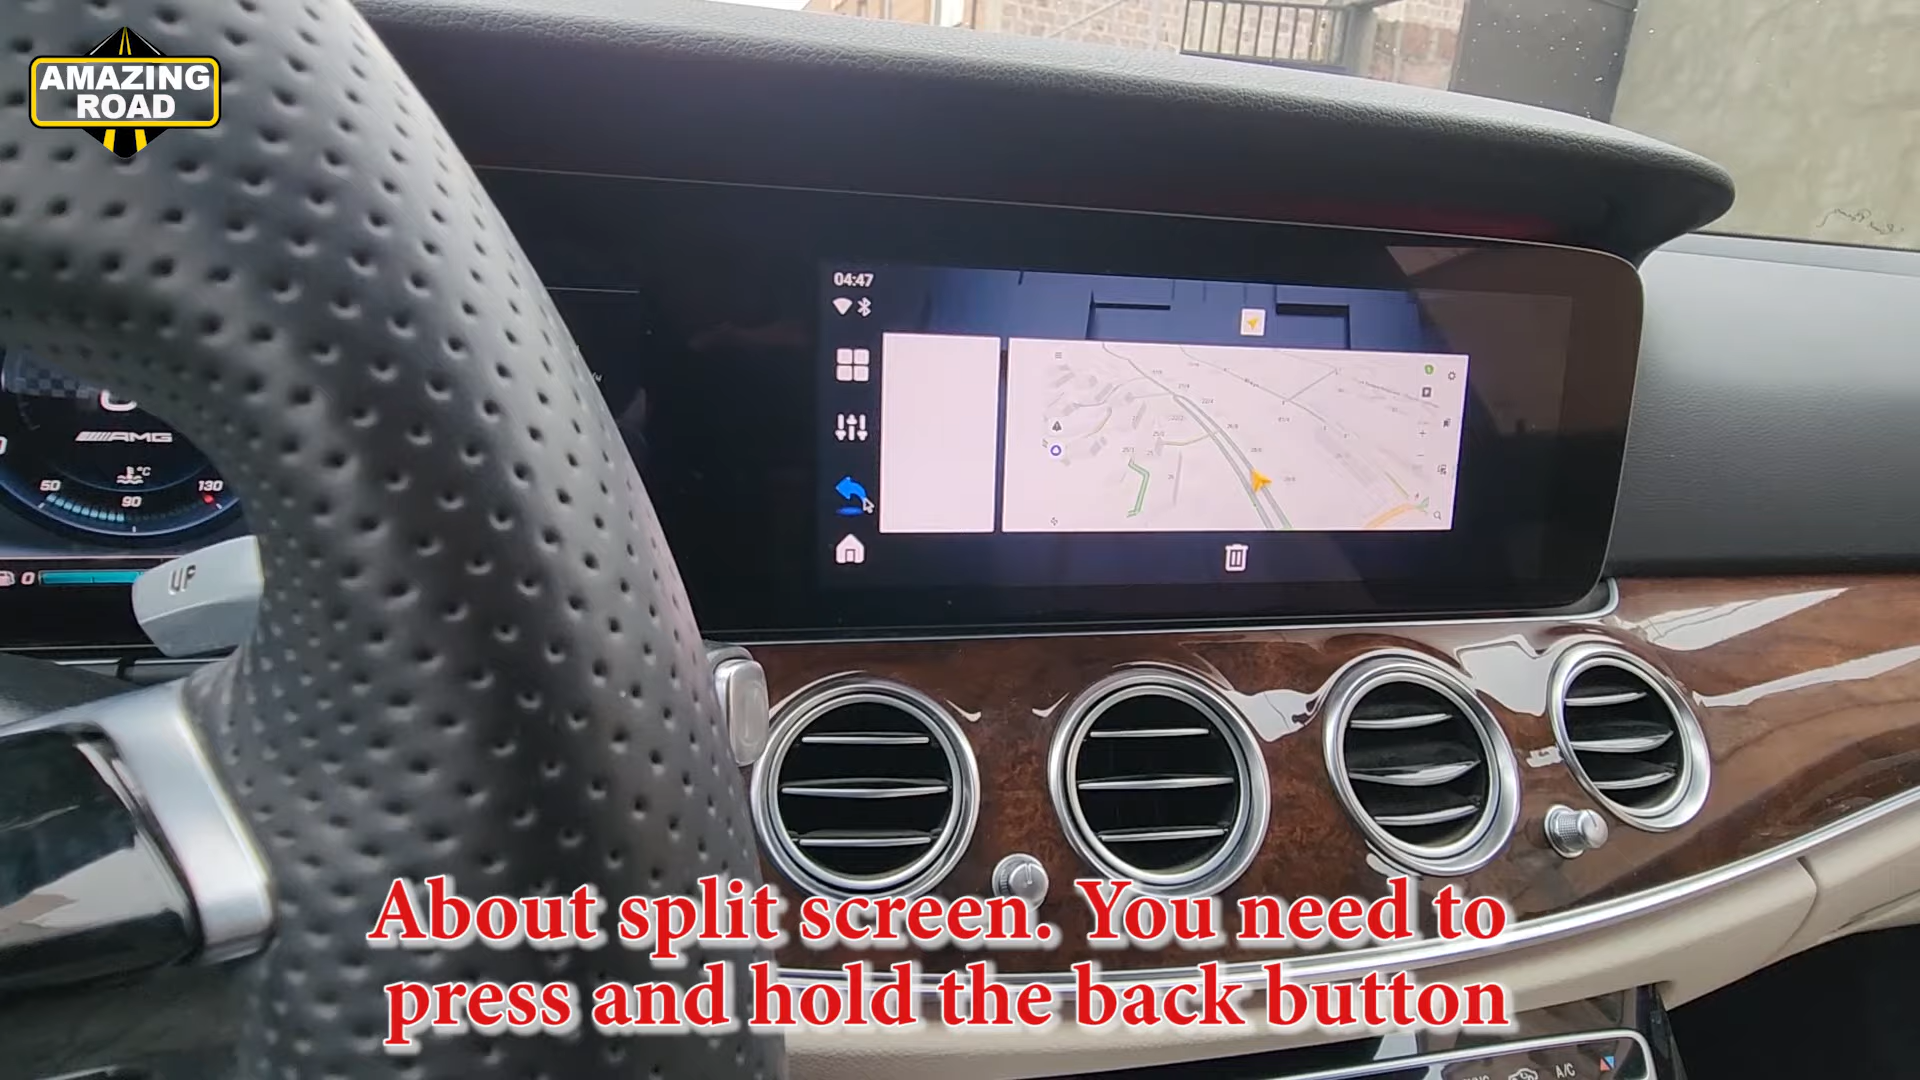 AMAZING
ROAD
04:47
AMG
°C
50
90
130
0
UP
A/C
About split screen. You need to
press and hold the back button